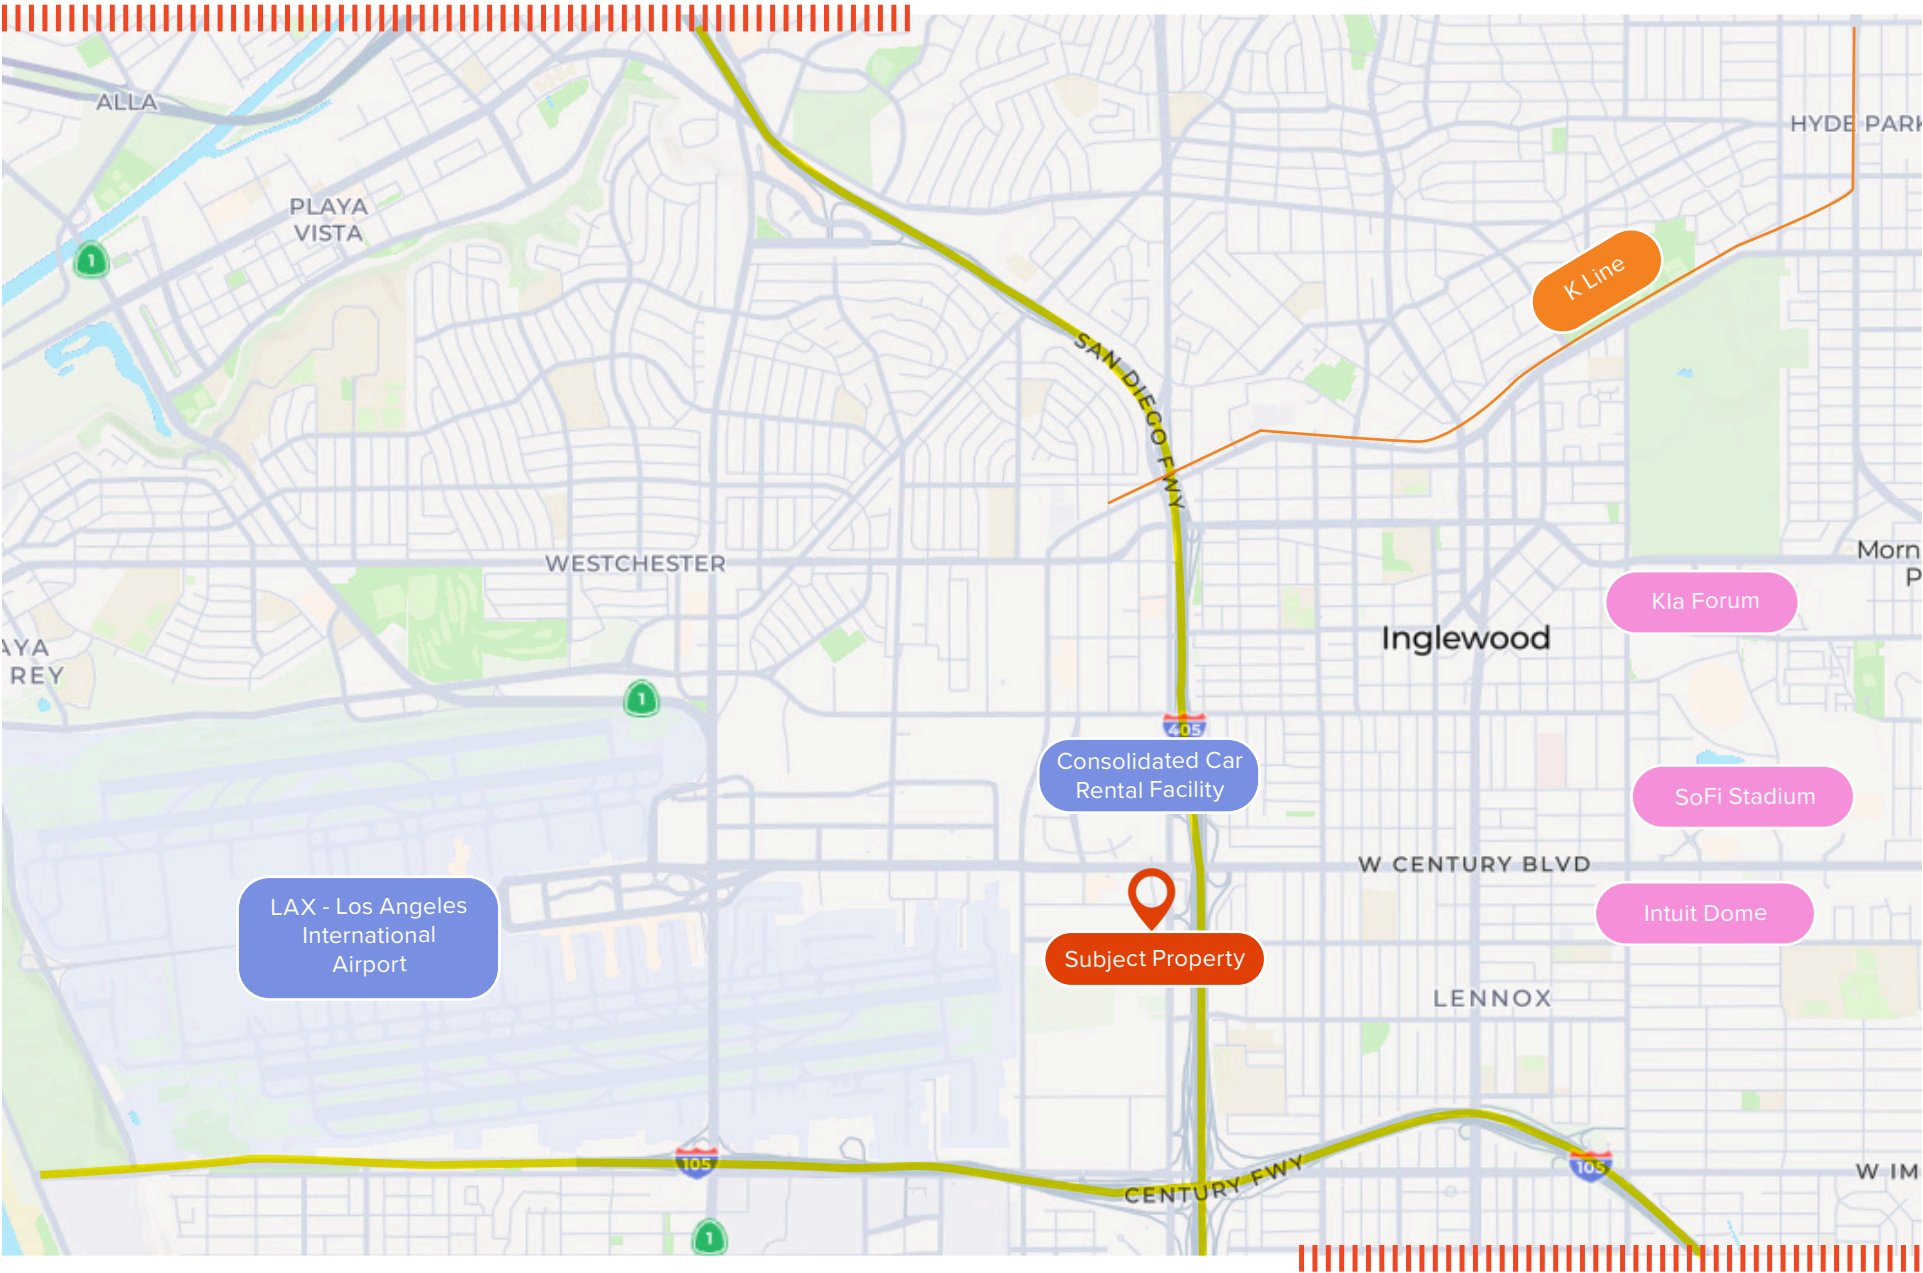 ALLA
HYDE PARK
PLAYA
VISTA
1
K Line
SAN DIEGO FWY
Morn
P
WESTCHESTER
KIa Forum
Inglewood
AYA
REY
1
405
Consolidated Car
Rental Facility
SoFi Stadium
W CENTURY BLVD
LAX - Los Angeles
International
Airport
Intuit Dome
Subject Property
LENNOX
105
105
CENTURY FWY
W IM
1